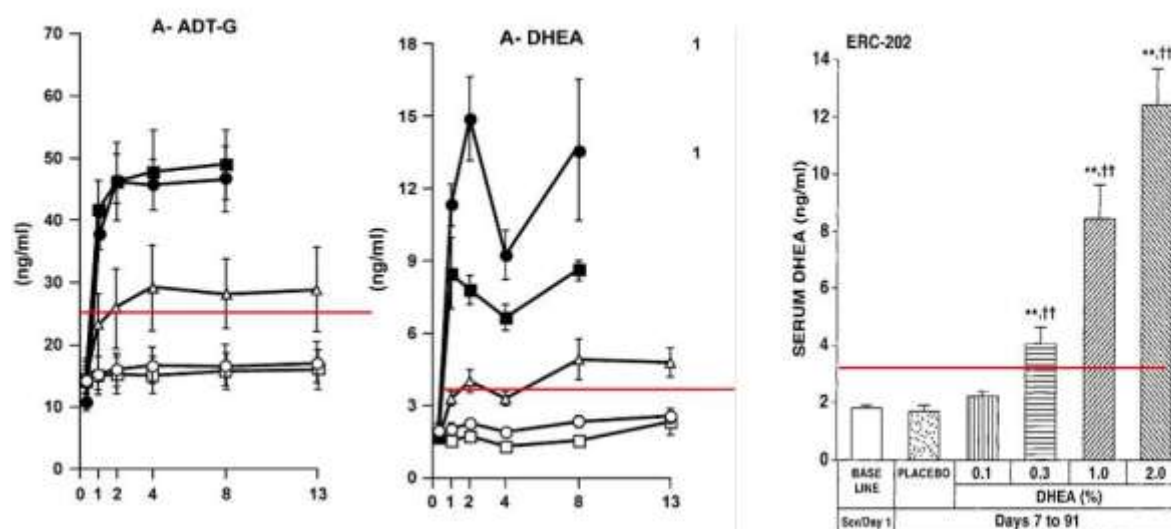 A- ADT-G
70
60
50
40
30
20
10
0
(ng/ml)
0 1 2 4 8 13
A- DHEA
18
15
12
9
6
3
0
(ng/ml)
0 1 2 4 8 13
1
1
ERC-202
14
12
10
8
6
4
2
0
SERUM DHEA (ng/ml)
**,††
**,††
**,††
BASE LINE
PLACEBO
0.1 0.3 1.0 2.0
DHEA (%)
Scr/Day 1
Days 7 to 91